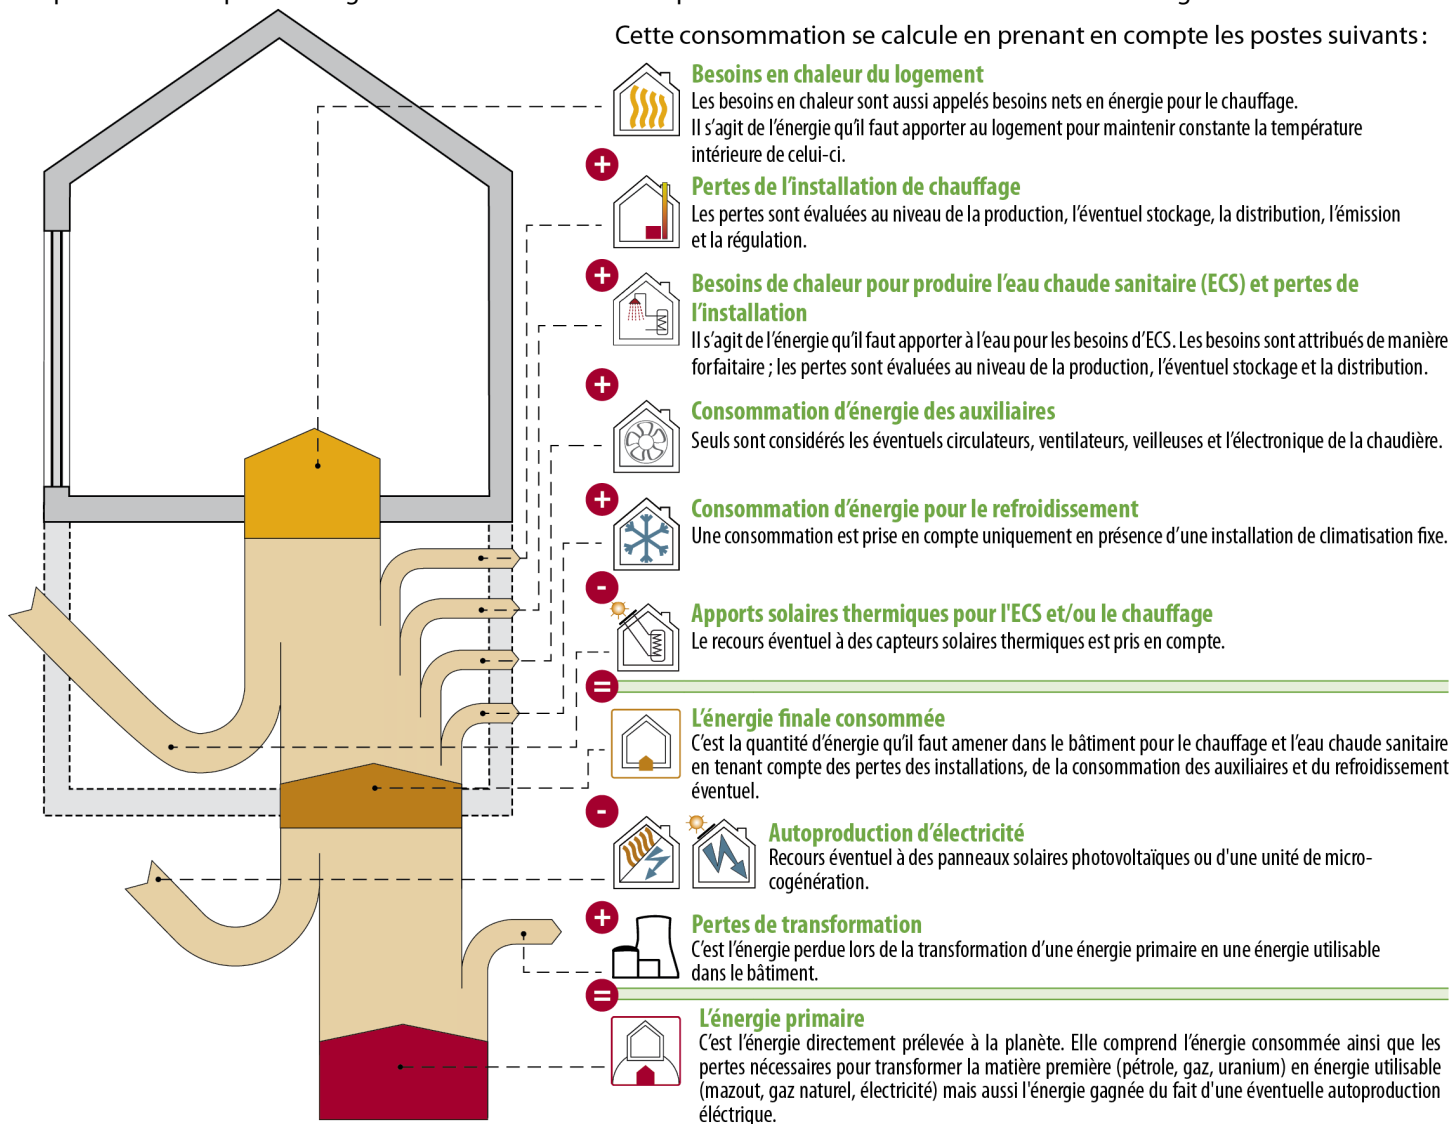 Cette consommation se calcule en prenant en compte les postes suivants :
Besoins en chaleur du logement
Les besoins en chaleur sont aussi appelés besoins nets en énergie pour le chauffage.
Il s’agit de l’énergie qu’il faut apporter au logement pour maintenir constante la température
intérieure de celui-ci.
+
Pertes de l’installation de chauffage
Les pertes sont évaluées au niveau de la production, l’éventuel stockage, la distribution, l’émission
et la régulation.
+
Besoins de chaleur pour produire l’eau chaude sanitaire (ECS) et pertes de
l’installation
Il s’agit de l’énergie qu’il faut apporter à l’eau pour les besoins d’ECS. Les besoins sont attribués de manière
forfaitaire ; les pertes sont évaluées au niveau de la production, l’éventuel stockage et la distribution.
+
Consommation d’énergie des auxiliaires
Seuls sont considérés les éventuels circulateurs, ventilateurs, veilleuses et l’électronique de la chaudière.
+
Consommation d’énergie pour le refroidissement
Une consommation est prise en compte uniquement en présence d’une installation de climatisation fixe.
-
Apports solaires thermiques pour l'ECS et/ou le chauffage
Le recours éventuel à des capteurs solaires thermiques est pris en compte.
=
L’énergie finale consommée
C’est la quantité d’énergie qu’il faut amener dans le bâtiment pour le chauffage et l’eau chaude sanitaire
en tenant compte des pertes des installations, de la consommation des auxiliaires et du refroidissement
éventuel.
-
Autoproduction d’électricité
Recours éventuel à des panneaux solaires photovoltaïques ou d'une unité de micro-
cogénération.
+
Pertes de transformation
C’est l’énergie perdue lors de la transformation d’une énergie primaire en une énergie utilisable
dans le bâtiment.
=
L’énergie primaire
C’est l’énergie directement prélevée à la planète. Elle comprend l’énergie consommée ainsi que les
pertes nécessaires pour transformer la matière première (pétrole, gaz, uranium) en énergie utilisable
(mazout, gaz naturel, électricité) mais aussi l'énergie gagnée du fait d'une éventuelle autoproduction
éléctrique.